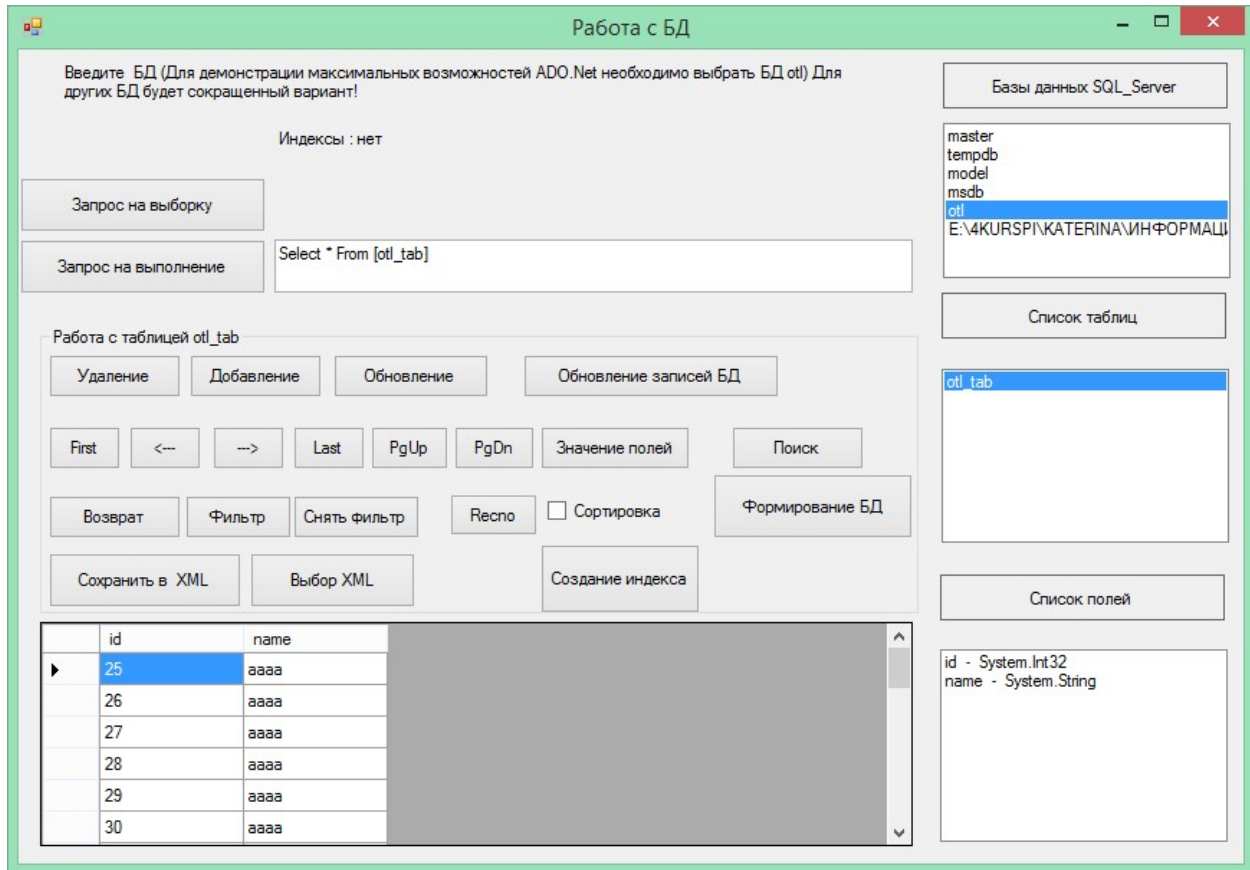 Работа с БД
Введите БД (Для демонстрации максимальных возможностей ADO.Net необходимо выбрать БД otl) Для
других БД будет сокращенный вариант!
Индексы : нет
Запрос на выборку
Запрос на выполнение
Select * From [otl_tab]
Работа с таблицей otl_tab
Удаление Добавление Обновление Обновление записей БД
First <--- ---> Last PgUp PgDn Значение полей Поиск
Возврат Фильтр Снять фильтр Recno Сортировка Формирование БД
Сохранить в XML Выбор XML Создание индекса
id name
25 aaaa
26 aaaa
27 aaaa
28 aaaa
29 aaaa
30 aaaa
Базы данных SQL_Server
master
tempdb
model
msdb
otl
E:\4KURSPI\KATERINA\ИНФОРМАЦИ
Список таблиц
otl_tab
Список полей
id - System.Int32
name - System.String